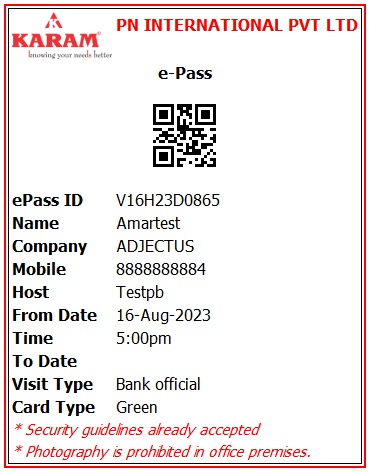 KARAM®
knowing your needs better
PN INTERNATIONAL PVT LTD
e-Pass
ePass ID V16H23D0865
Name Amartest
Company ADJECTUS
Mobile 8888888884
Host Testpb
From Date 16-Aug-2023
Time 5:00pm
To Date
Visit Type Bank official
Card Type Green
* Security guidelines already accepted
* Photography is prohibited in office premises.